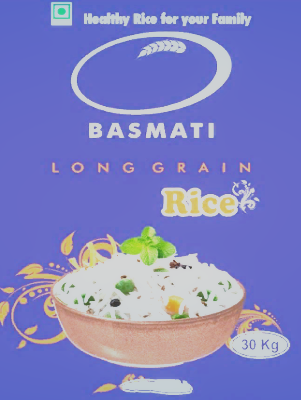 Healthy Rice for your Family
BASMATI
LONG GRAIN
Rice
30 Kg